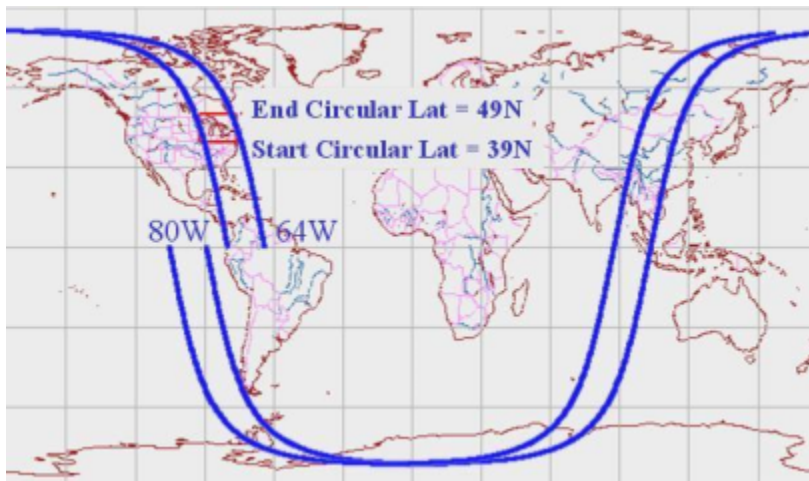 End Circular Lat = 49N
Start Circular Lat = 39N
80W 64W